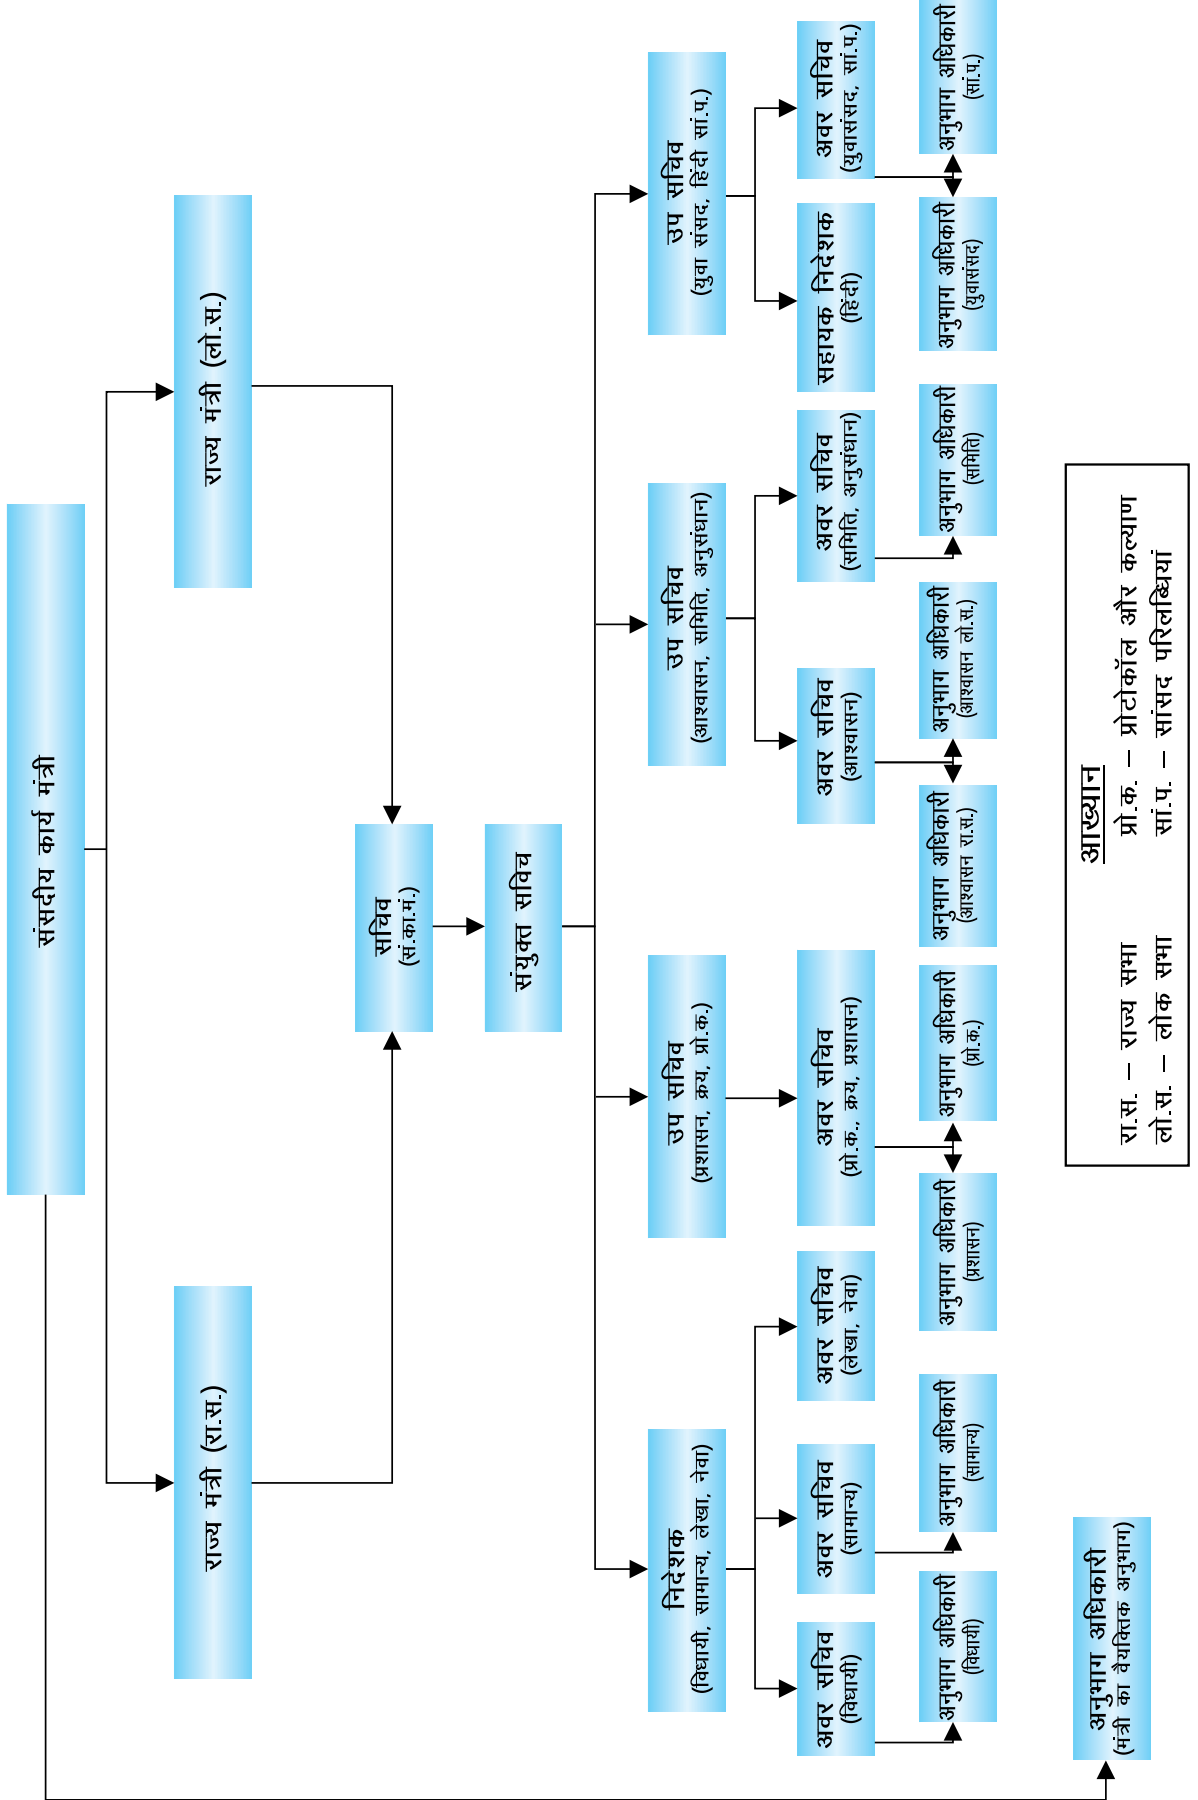 संसदीय कार्य मंत्री
राज्य मंत्री (रा.स.)
राज्य मंत्री (लो.स.)
सचिव
(सं.का.मं.)
संयुक्त सचिव
निदेशक
(विधायी, सामान्य, लेखा, नेवा)
उप सचिव
(प्रशासन, क्रय, प्रो.क.)
उप सचिव
(आश्वासन, समिति, अनुसंधान)
उप सचिव
(युवा संसद, हिंदी सां.प.)
अवर सचिव
(विधायी)
अवर सचिव
(सामान्य)
अवर सचिव
(लेखा, नेवा)
अवर सचिव
(प्रो.क., क्रय, प्रशासन)
अवर सचिव
(आश्वासन)
अवर सचिव
(समिति, अनुसंधान)
सहायक निदेशक
(हिंदी)
अवर सचिव
(युवासंसद, सां.प.)
अनुभाग अधिकारी
(विधायी)
अनुभाग अधिकारी
(सामान्य)
अनुभाग अधिकारी
(प्रशासन)
अनुभाग अधिकारी
(प्रो.क.)
अनुभाग अधिकारी
(आश्वासन रा.स.)
अनुभाग अधिकारी
(आश्वासन लो.स.)
अनुभाग अधिकारी
(समिति)
अनुभाग अधिकारी
(युवासंसद)
अनुभाग अधिकारी
(सां.प.)
अनुभाग अधिकारी
(मंत्री का वैयक्तिक अनुभाग)
आख्यान
रा.स. – राज्य सभा प्रो.क. – प्रोटोकॉल और कल्याण
लो.स. – लोक सभा सां.प. – सांसद परिलब्धियां